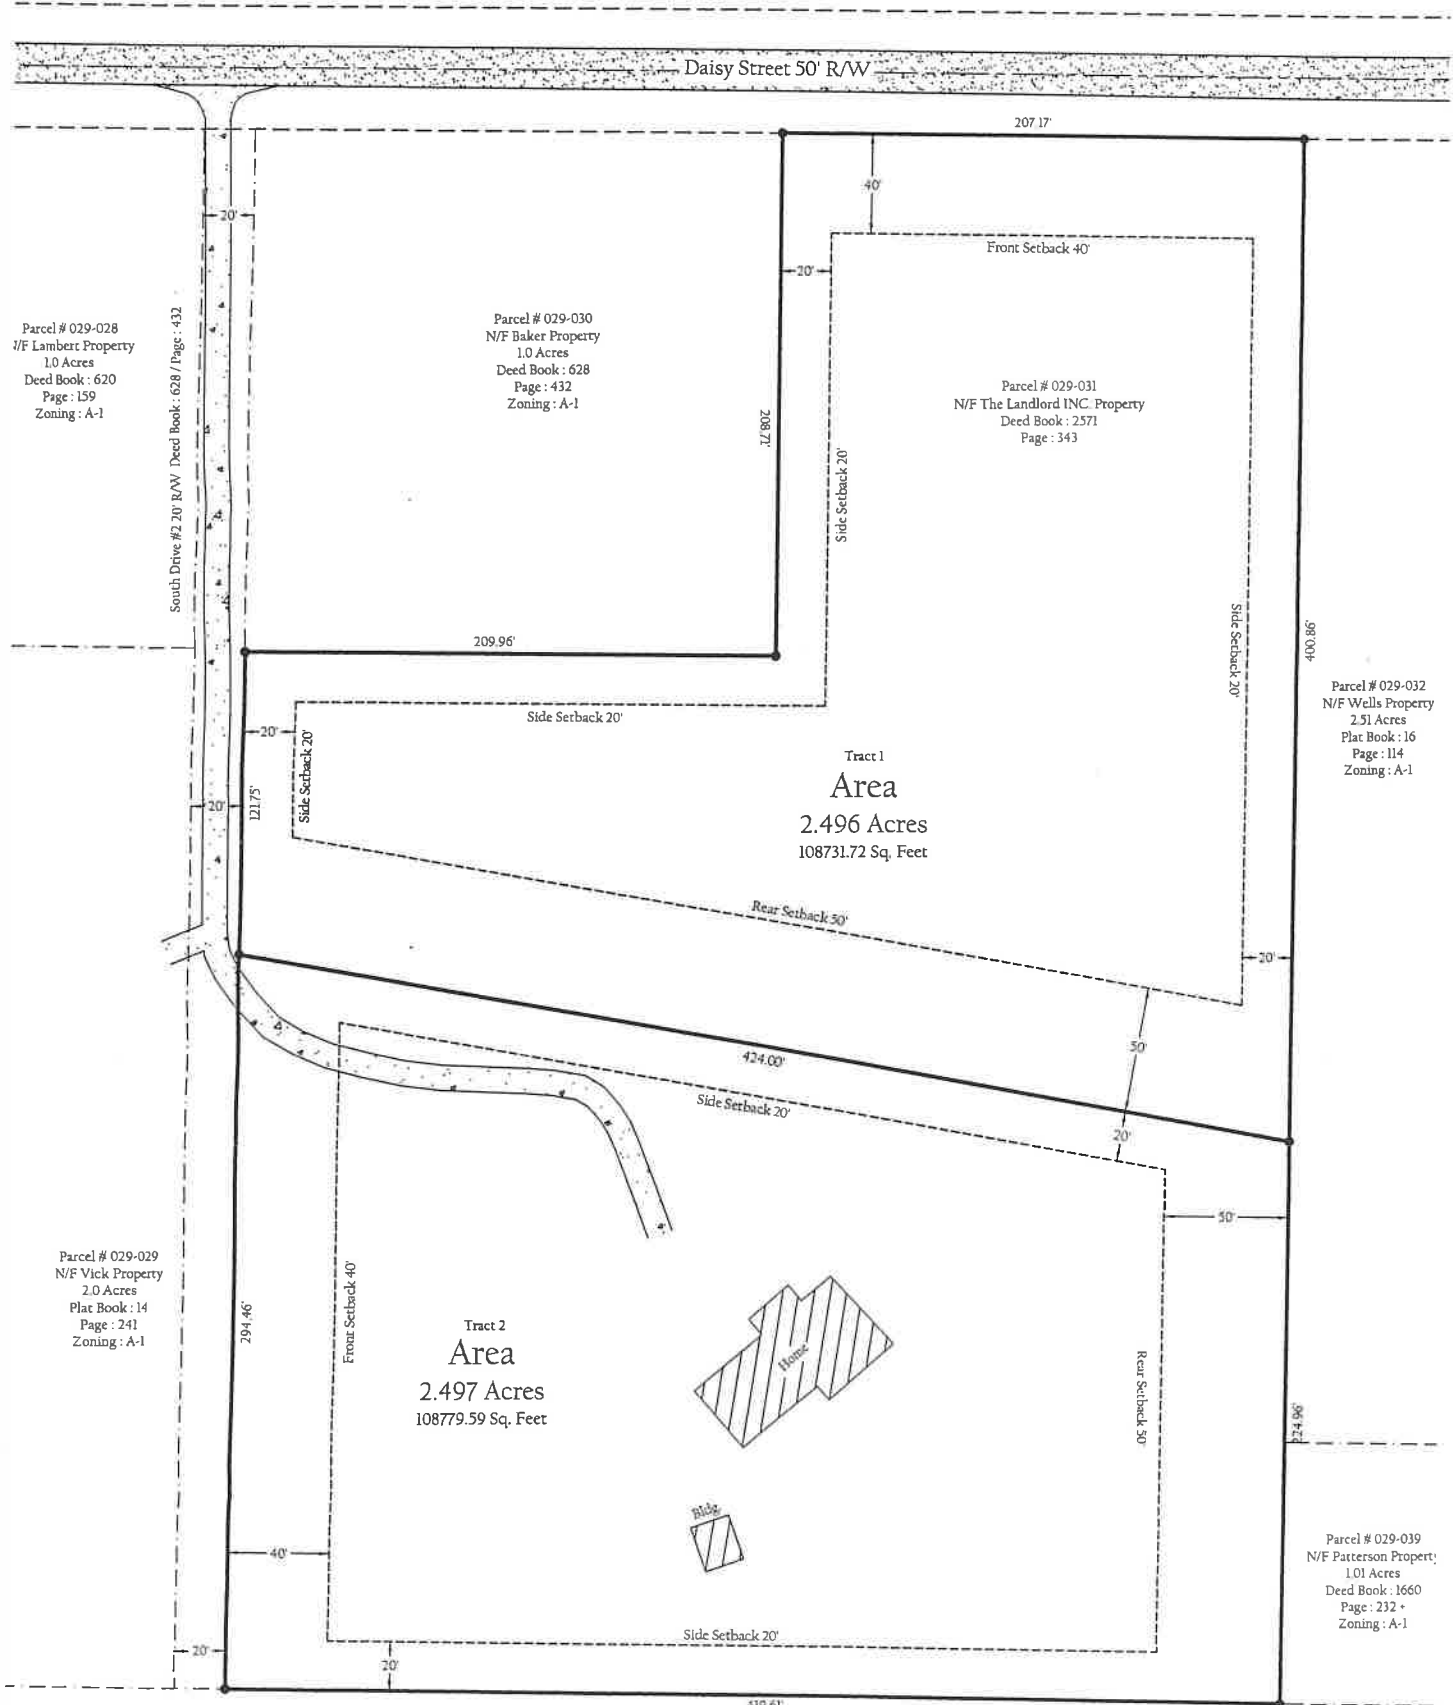 Daisy Street 50' R/W
207.17'
40'
20'
Front Setback 40'
20'
Parcel # 029-028
N/F Lambert Property
1.0 Acres
Deed Book : 620
Page : 159
Zoning : A-1
South Drive #2 20' R/W Deed Book : 628 / Page : 432
Parcel # 029-030
N/F Baker Property
1.0 Acres
Deed Book : 628
Page : 432
Zoning : A-1
208.71'
Side Setback 20'
Parcel # 029-031
N/F The Landlord INC. Property
Deed Book : 2571
Page : 343
Side Setback 20'
400.86'
209.96'
Side Setback 20'
20'
Side Setback 20'
20'
121.75'
Tract 1
Area
2.496 Acres
108731.72 Sq. Feet
Parcel # 029-032
N/F Wells Property
2.51 Acres
Plat Book : 16
Page : 114
Zoning : A-1
Rear Setback 50'
20'
50'
424.00'
Side Setback 20'
20'
50'
Parcel # 029-029
N/F Vick Property
2.0 Acres
Plat Book : 14
Page : 241
Zoning : A-1
294.46'
Front Setback 40'
Tract 2
Area
2.497 Acres
108779.59 Sq. Feet
Home
Rear Setback 50'
224.96'
Bldg
40'
Parcel # 029-039
N/F Patterson Property
1.01 Acres
Deed Book : 1660
Page : 232
Zoning : A-1
20'
20'
Side Setback 20'